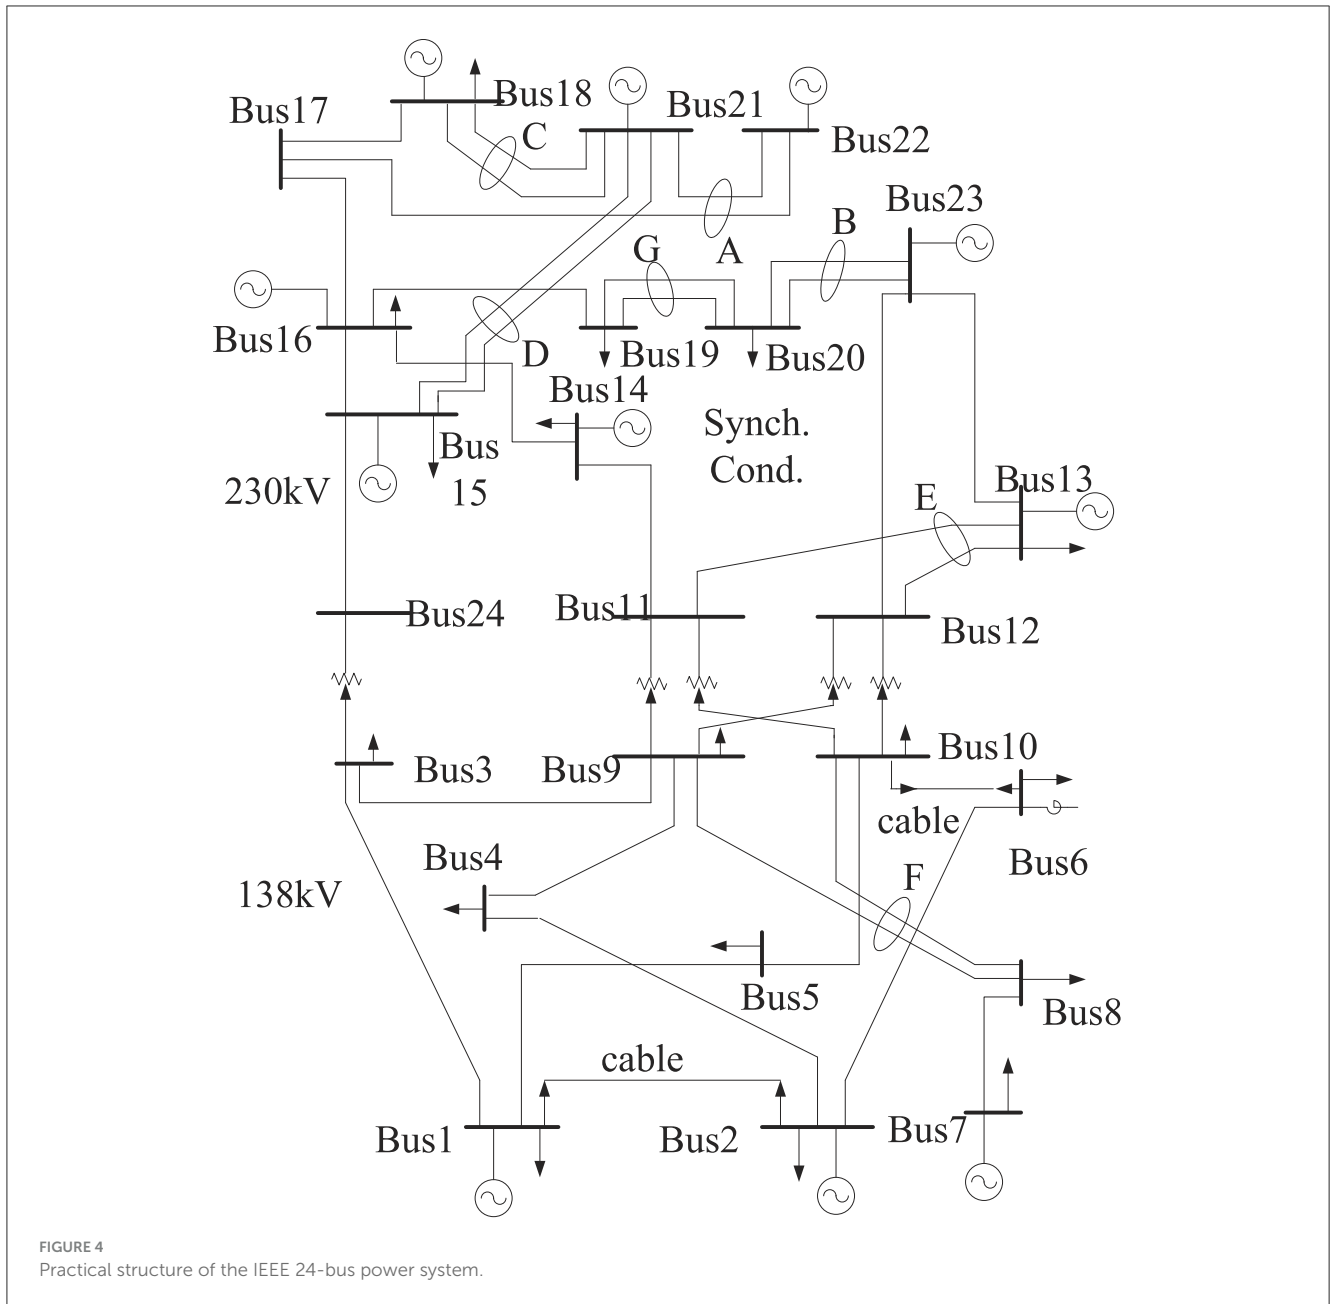 Bus18
Bus21
Bus17
C
Bus22
Bus23
B
G
A
Bus16
D
Bus19
Bus20
Bus14
Synch.
Cond.
Bus
15
230kV
Bus13
E
Bus24
Bus11
Bus12
Bus3
Bus9
Bus10
cable
Bus6
Bus4
138kV
F
Bus5
Bus8
cable
Bus1
Bus2
Bus7
FIGURE 4
Practical structure of the IEEE 24-bus power system.